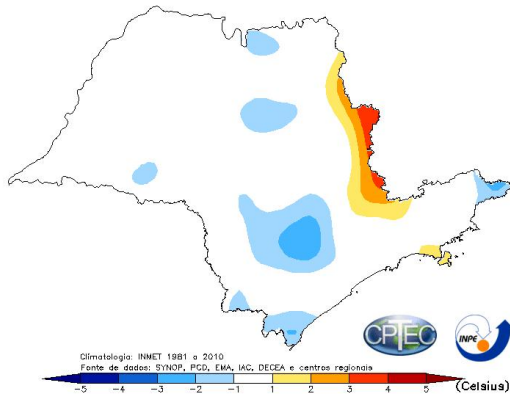 CPTEC
INPE
Climatologia: INMET 1981 a 2010
Fonte de dados: SYNOP, PCD, EMA, IAC, DECEA e centros regionais
-5 -4 -3 -2 -1 1 2 3 4 5 (Celsius)